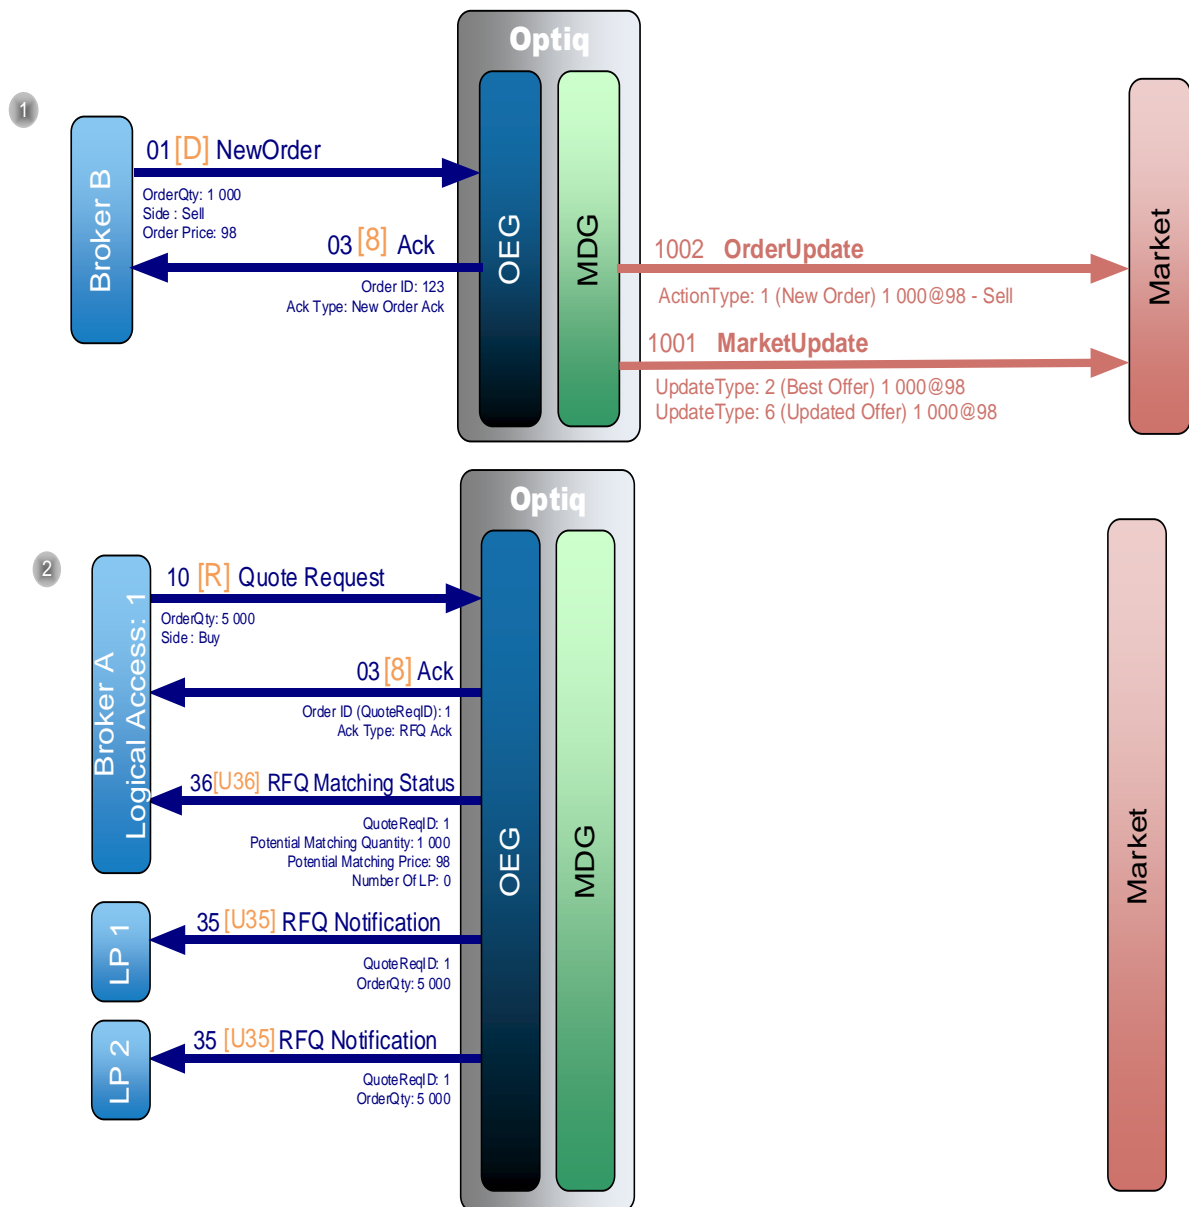 Optiq
1
Broker B
01 [D] NewOrder
OrderQty: 1 000
Side : Sell
Order Price: 98
03 [8] Ack
Order ID: 123
Ack Type: New Order Ack
OEG
MDG
1002 OrderUpdate
ActionType: 1 (New Order) 1 000@98 - Sell
1001 MarketUpdate
UpdateType: 2 (Best Offer) 1 000@98
UpdateType: 6 (Updated Offer) 1 000@98
Market
Optiq
2
Broker A
Logical Access: 1
10 [R] Quote Request
OrderQty: 5 000
Side : Buy
03 [8] Ack
Order ID (QuoteReqID): 1
Ack Type: RFQ Ack
36 [U36] RFQ Matching Status
QuoteReqID: 1
Potential Matching Quantity: 1 000
Potential Matching Price: 98
Number Of LP: 0
OEG
MDG
Market
LP 1
35 [U35] RFQ Notification
QuoteReqID: 1
OrderQty: 5 000
LP 2
35 [U35] RFQ Notification
QuoteReqID: 1
OrderQty: 5 000